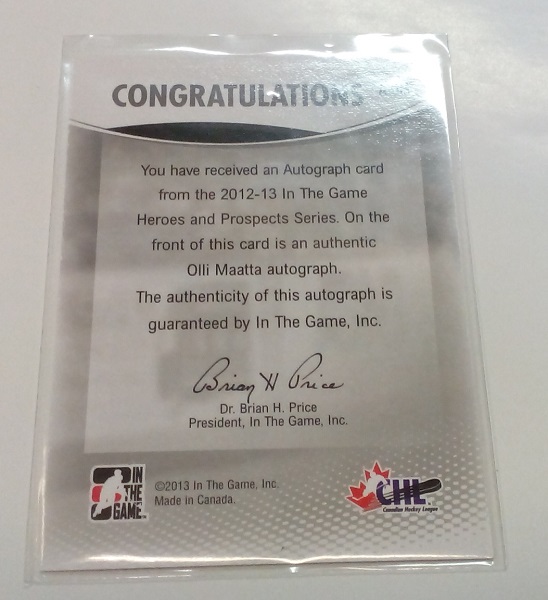 CONGRATULATIONS
You have received an Autograph card
from the 2012-13 In The Game
Heroes and Prospects Series. On the
front of this card is an authentic
Olli Maatta autograph.
The authenticity of this autograph is
guaranteed by In The Game, Inc.
Brian H Price
Dr. Brian H. Price
President, In The Game, Inc.
IN
THE
GAME
©2013 In The Game, Inc.
Made in Canada.
CHL
Canadian Hockey League